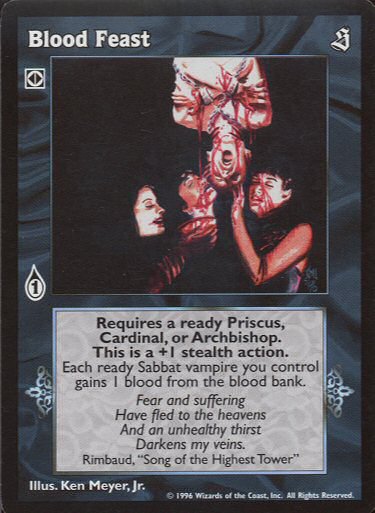 Blood Feast
1
Requires a ready Priscus,
Cardinal, or Archbishop.
This is a +1 stealth action.
Each ready Sabbat vampire you control
gains 1 blood from the blood bank.
Fear and suffering
Have fled to the heavens
And an unhealthy thirst
Darkens my veins.
Rimbaud, "Song of the Highest Tower"
Illus. Ken Meyer, Jr.
© 1996 Wizards of the Coast, Inc. All Rights Reserved.